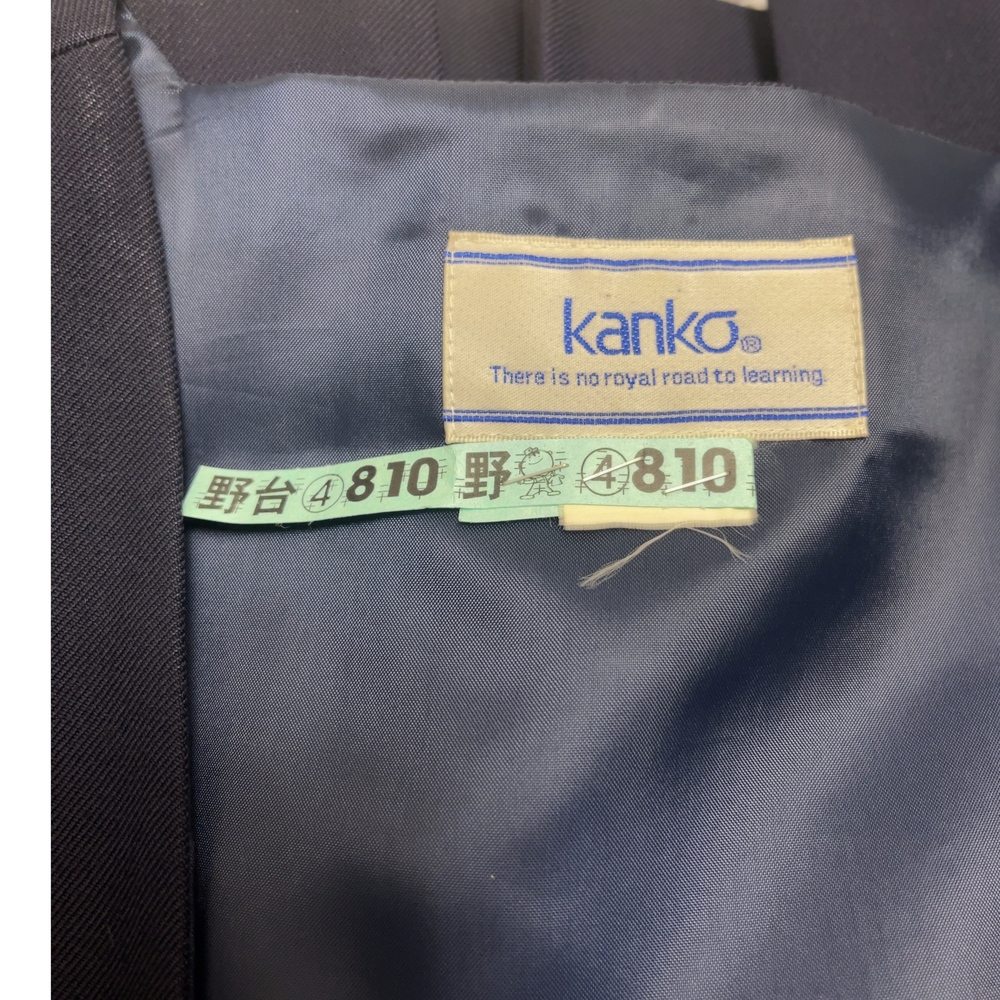 kanko®
There is no royal road to learning.
野台④810 野 ④810